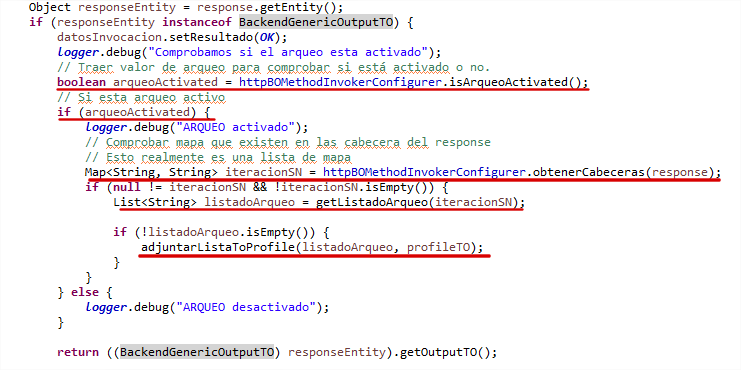 Object responseEntity = response.getEntity();
if (responseEntity instanceof BackendGenericOutputTO) {
datosInvocacion.setResultado(OK);
logger.debug("Comprobamos si el arqueo esta activado");
// Traer valor de arqueo para comprobar si está activado o no.
boolean arqueoActivated = httpBOMethodInvokerConfigurer.isArqueoActivated();
// Si esta arqueo activo
if (arqueoActivated) {
logger.debug("ARQUEO activado");
// Comprobar mapa que existen en las cabecera del response
// Esto realmente es una lista de mapa
Map<String, String> iteracionSN = httpBOMethodInvokerConfigurer.obtenerCabeceras(response);
if (null != iteracionSN && !iteracionSN.isEmpty()) {
List<String> listadoArqueo = getListadoArqueo(iteracionSN);
if (!listadoArqueo.isEmpty()) {
adjuntarListaToProfile(listadoArqueo, profileTO);
}
}
} else {
logger.debug("ARQUEO desactivado");
}
return ((BackendGenericOutputTO) responseEntity).getOutputTO();